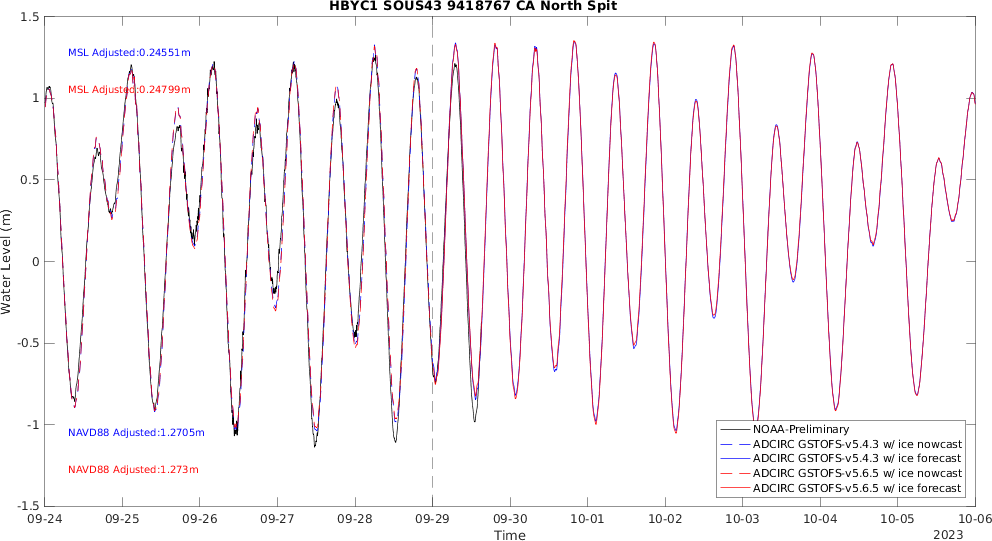 HBYC1 SOUS43 9418767 CA North Spit
1.5
1
0.5
0
-0.5
-1
-1.5
Water Level (m)
MSL Adjusted:0.24551m
MSL Adjusted:0.24799m
NAVD88 Adjusted:1.2705m
NAVD88 Adjusted:1.273m
NOAA-Preliminary
ADCIRC GSTOFS-v5.4.3 w/ ice nowcast
ADCIRC GSTOFS-v5.4.3 w/ ice forecast
ADCIRC GSTOFS-v5.6.5 w/ ice nowcast
ADCIRC GSTOFS-v5.6.5 w/ ice forecast
09-24 09-25 09-26 09-27 09-28 09-29 09-30 10-01 10-02 10-03 10-04 10-05 10-06
Time
2023